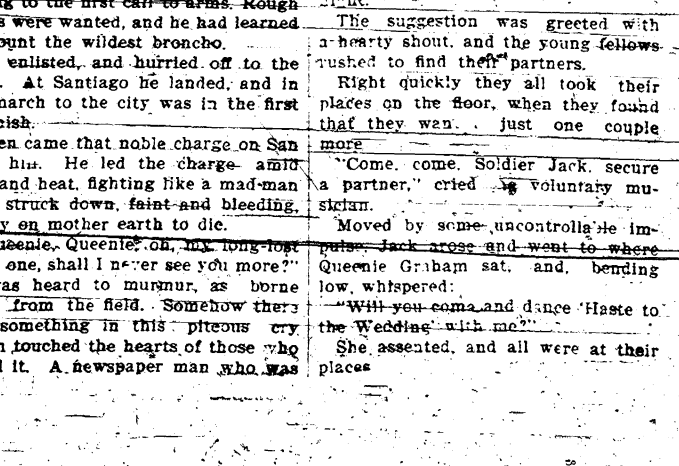 g to the first call to arms. Rough
s were wanted, and he had learned
ount the wildest broncho.
enlisted, and hurried off to the
. At Santiago he landed, and in
march to the city was in the first
ish.
en came that noble charge on San
him. He led the charge amid
and heat, fighting like a mad-man
struck down, faint and bleeding,
y on mother earth to die.
ueenie, Queenie, oh, my long-lost
one, shall I never see you more?"
as heard to murmur, as borne
from the field. Somehow there
something in this piteous cry
h touched the hearts of those who
d it. A newspaper man who was
The suggestion was greeted with
a hearty shout, and the young fellows
rushed to find their partners.
Right quickly they all took their
places on the floor, when they found
that they just one couple
more
"Come, come, Soldier Jack, secure
a partner," cried voluntary mu-
sician.
Moved by some uncontrollable im-
pulse, Jack arose and went to where
Queenie Graham sat, and, bending
low, whispered:
"Will you come and dance 'Haste to
the Wedding' with me?"
She assented, and all were at their
places